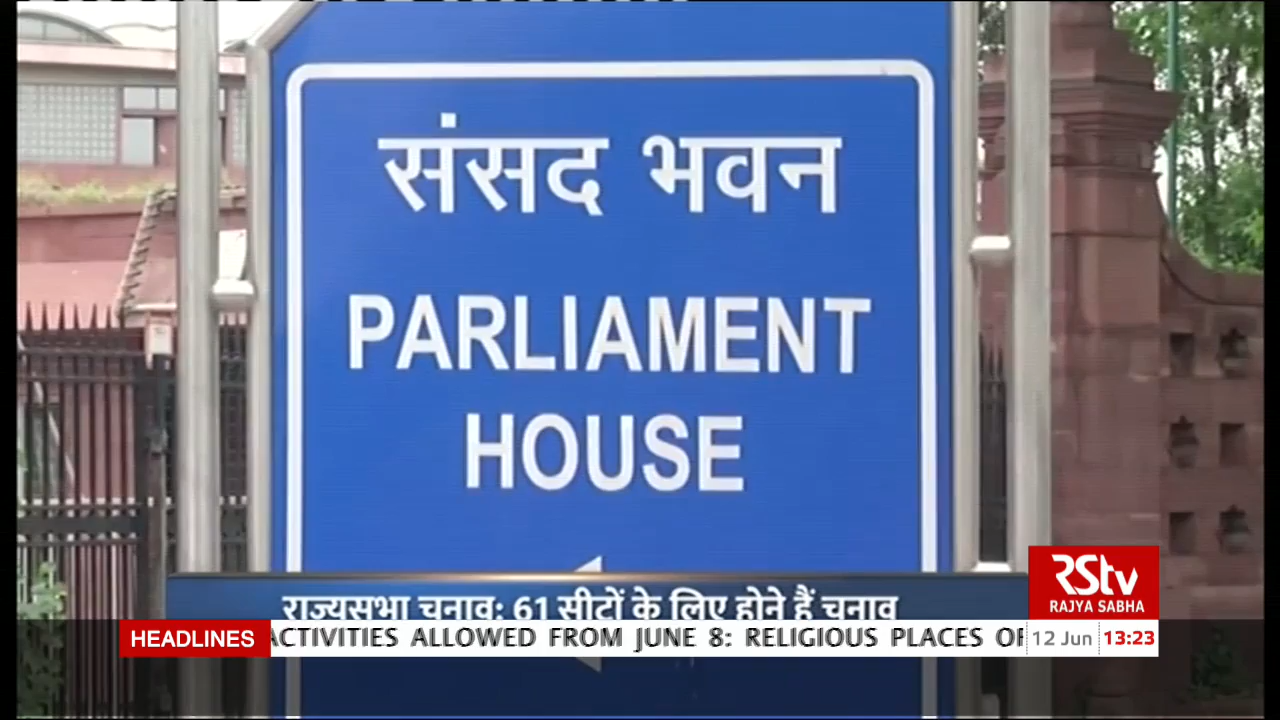 संसद भवन
PARLIAMENT
HOUSE
राज्यसभा चुनाव: 61 सीटों के लिए होने हैं चुनाव
RSTV
RAJYA SABHA
HEADLINES ACTIVITIES ALLOWED FROM JUNE 8: RELIGIOUS PLACES OF 12 Jun 13:23